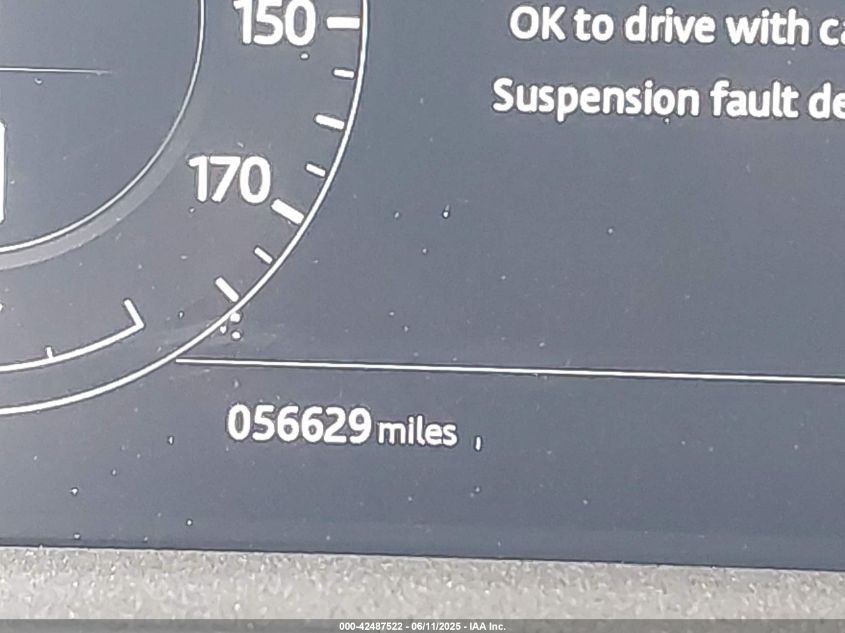 150
OK to drive with
Suspension fault
170
056629 miles
000-42487522 - 06/11/2025 - IAA Inc.